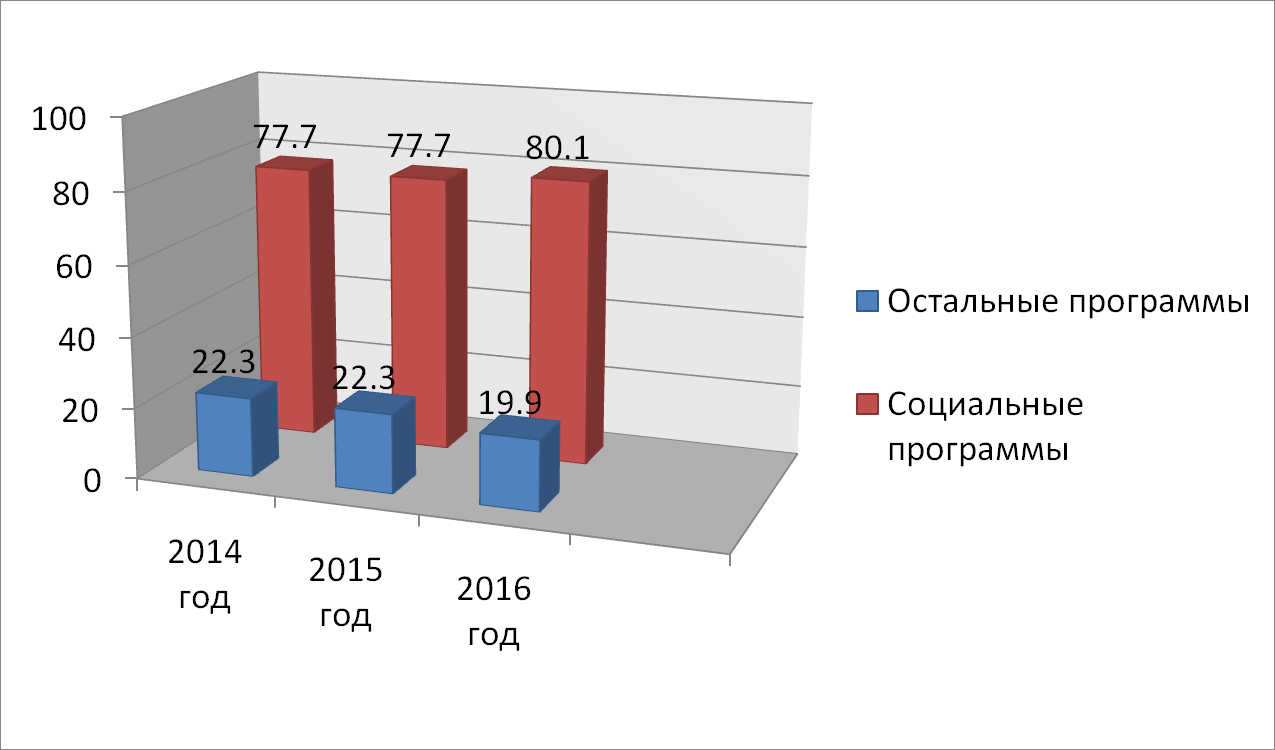 100
80
60
40
20
0
77.7
77.7
80.1
22.3
22.3
19.9
2014
год
2015
год
2016
год
Остальные программы
Социальные
программы